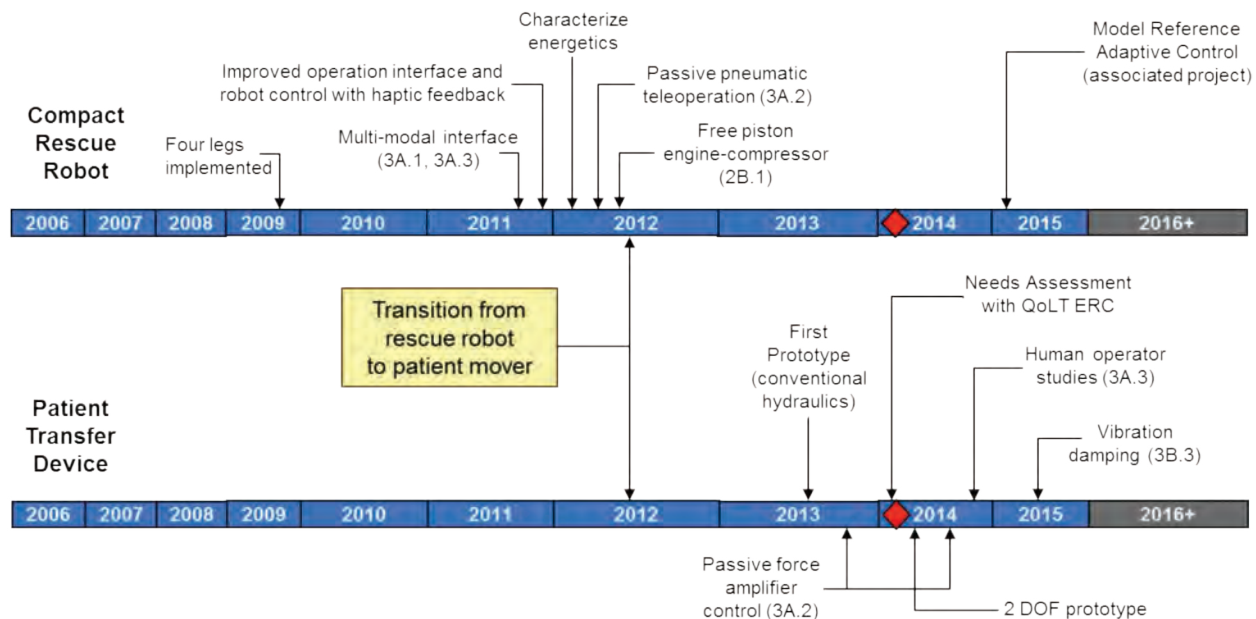 Characterize
energetics
Improved operation interface and
robot control with haptic feedback
Passive pneumatic
teleoperation (3A.2)
Model Reference
Adaptive Control
(associated project)
Compact
Rescue
Robot
Four legs
implemented
Multi-modal interface
(3A.1, 3A.3)
Free piston
engine-compressor
(2B.1)
2006 2007 2008 2009 2010 2011 2012 2013 2014 2015 2016+
Transition from
rescue robot
to patient mover
Needs Assessment
with QoLT ERC
First
Prototype
(conventional
hydraulics)
Human operator
studies (3A.3)
Patient
Transfer
Device
Vibration
damping (3B.3)
2006 2007 2008 2009 2010 2011 2012 2013 2014 2015 2016+
Passive force
amplifier
control (3A.2)
2 DOF prototype